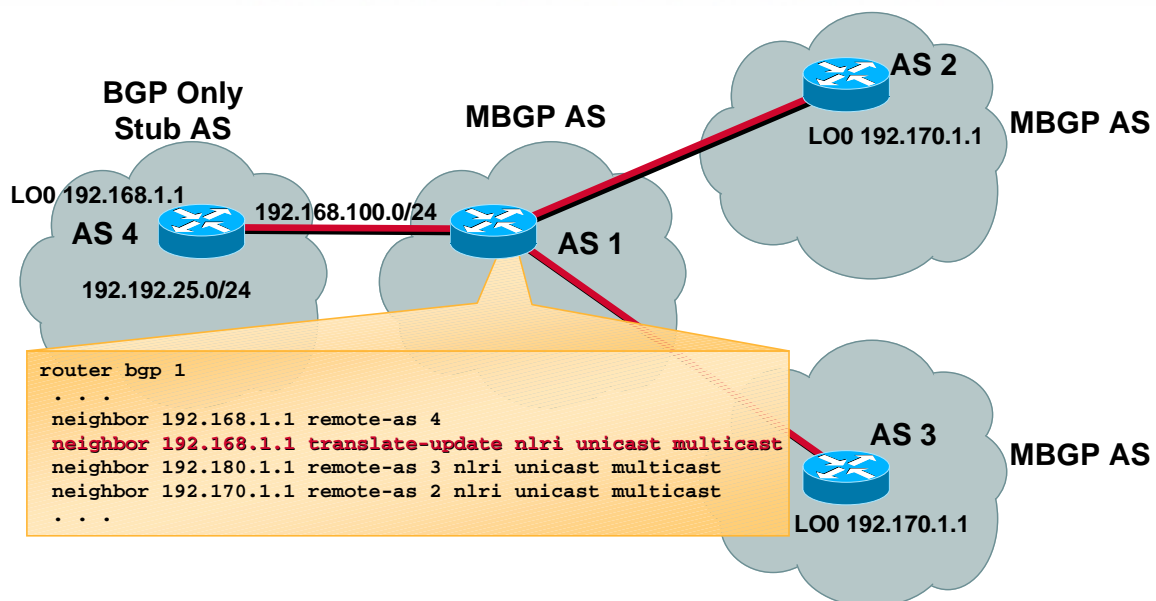 BGP Only
Stub AS
MBGP AS
AS 2
MBGP AS
LO0 192.170.1.1
LO0 192.168.1.1
192.168.100.0/24
AS 4
AS 1
192.192.25.0/24
router bgp 1
. . .
neighbor 192.168.1.1 remote-as 4
neighbor 192.168.1.1 translate-update nlri unicast multicast
neighbor 192.180.1.1 remote-as 3 nlri unicast multicast
neighbor 192.170.1.1 remote-as 2 nlri unicast multicast
. . .
AS 3
MBGP AS
LO0 192.170.1.1